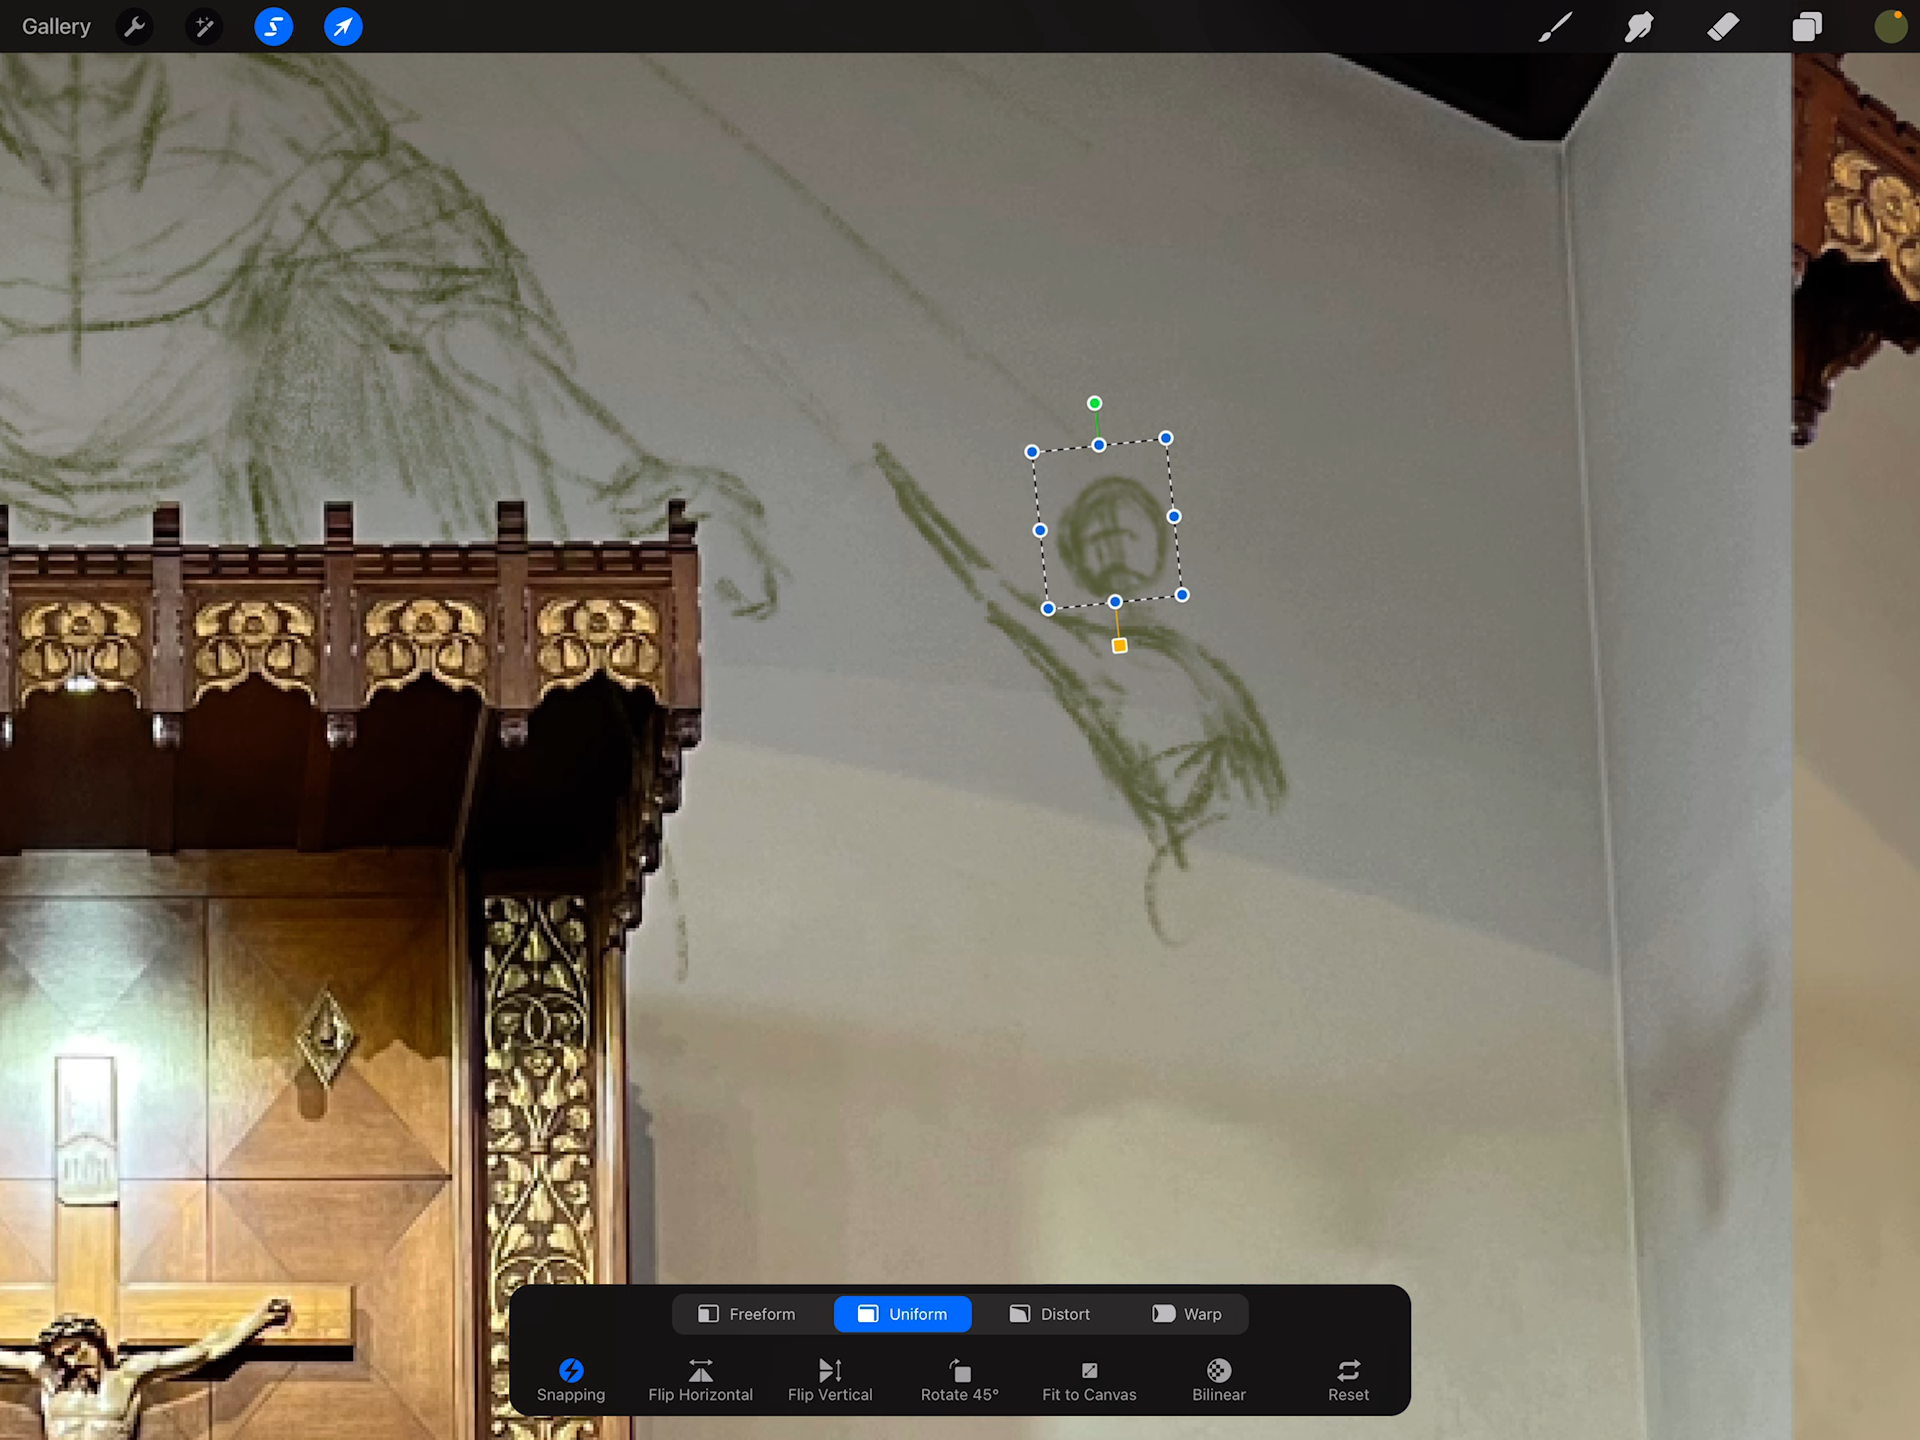 Gallery
Freeform Uniform Distort Warp
Snapping Flip Horizontal Flip Vertical Rotate 45° Fit to Canvas Bilinear Reset